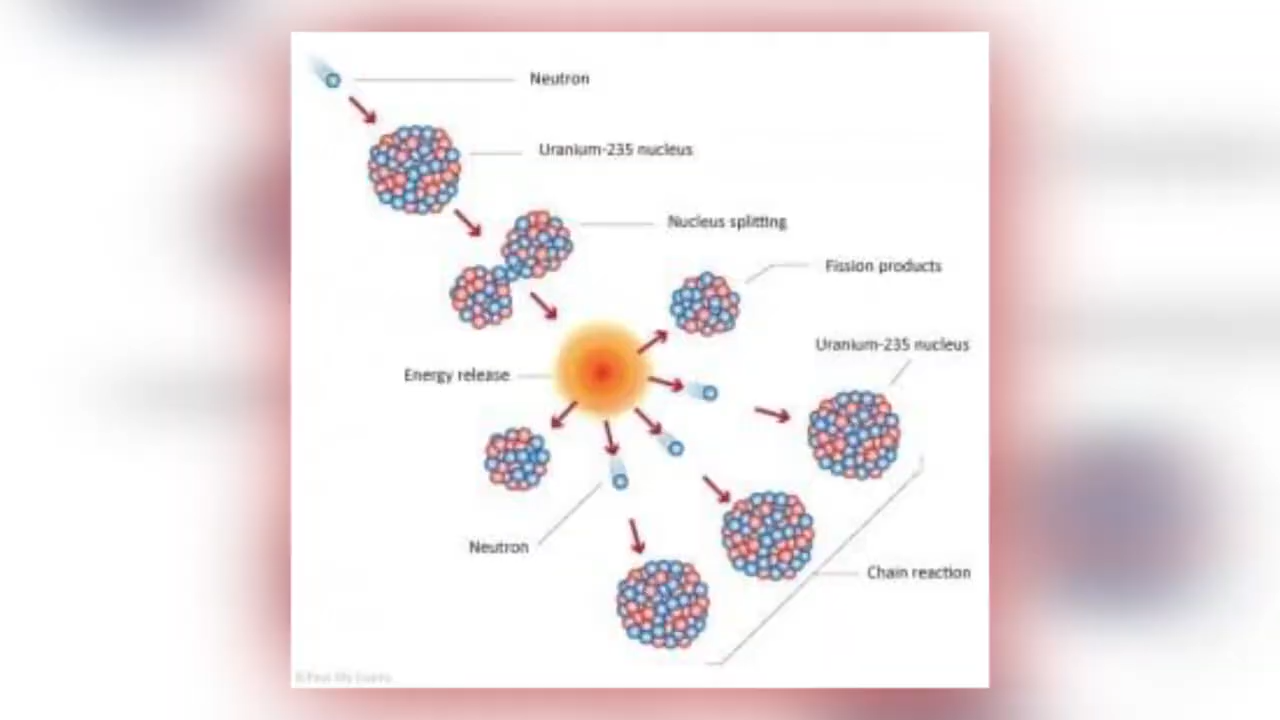 Neutron
Uranium-235 nucleus
Nucleus splitting
Fission products
Uranium-235 nucleus
Energy release
Neutron
Chain reaction